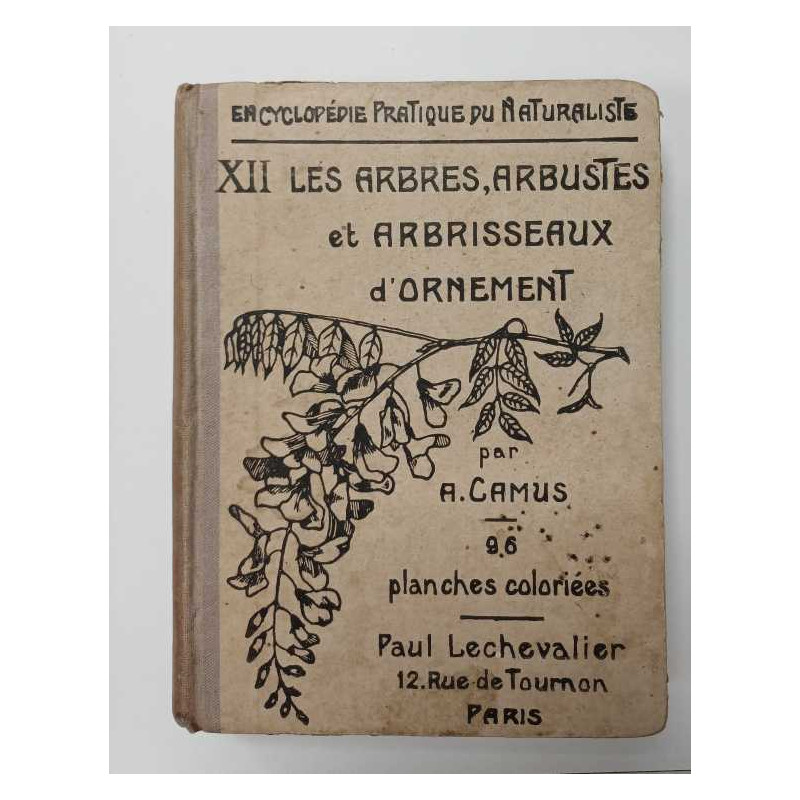 ENCYCLOPÉDIE PRATIQUE DU NATURALISTE
XII LES ARBRES, ARBUSTES
et ARBRISSEAUX
d'ORNEMENT
par
A. CAMUS
96
planches coloriées
Paul Lechevalier
12. Rue de Tournon
PARIS